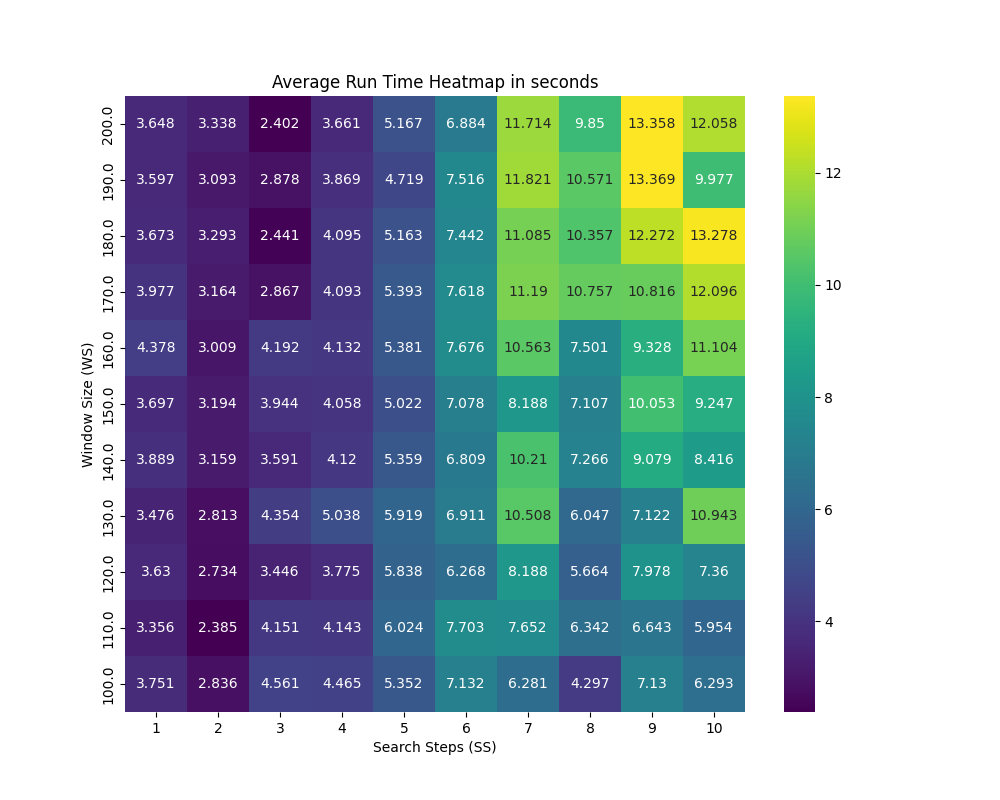 Average Run Time Heatmap in seconds
Window Size (WS)
200.0 3.648 3.338 2.402 3.661 5.167 6.884 11.714 9.85 13.358 12.058
190.0 3.597 3.093 2.878 3.869 4.719 7.516 11.821 10.571 13.369 9.977
180.0 3.673 3.293 2.441 4.095 5.163 7.442 11.085 10.357 12.272 13.278
170.0 3.977 3.164 2.867 4.093 5.393 7.618 11.19 10.757 10.816 12.096
160.0 4.378 3.009 4.192 4.132 5.381 7.676 10.563 7.501 9.328 11.104
150.0 3.697 3.194 3.944 4.058 5.022 7.078 8.188 7.107 10.053 9.247
140.0 3.889 3.159 3.591 4.12 5.359 6.809 10.21 7.266 9.079 8.416
130.0 3.476 2.813 4.354 5.038 5.919 6.911 10.508 6.047 7.122 10.943
120.0 3.63 2.734 3.446 3.775 5.838 6.268 8.188 5.664 7.978 7.36
110.0 3.356 2.385 4.151 4.143 6.024 7.703 7.652 6.342 6.643 5.954
100.0 3.751 2.836 4.561 4.465 5.352 7.132 6.281 4.297 7.13 6.293
1 2 3 4 5 6 7 8 9 10
Search Steps (SS)
12
10
8
6
4